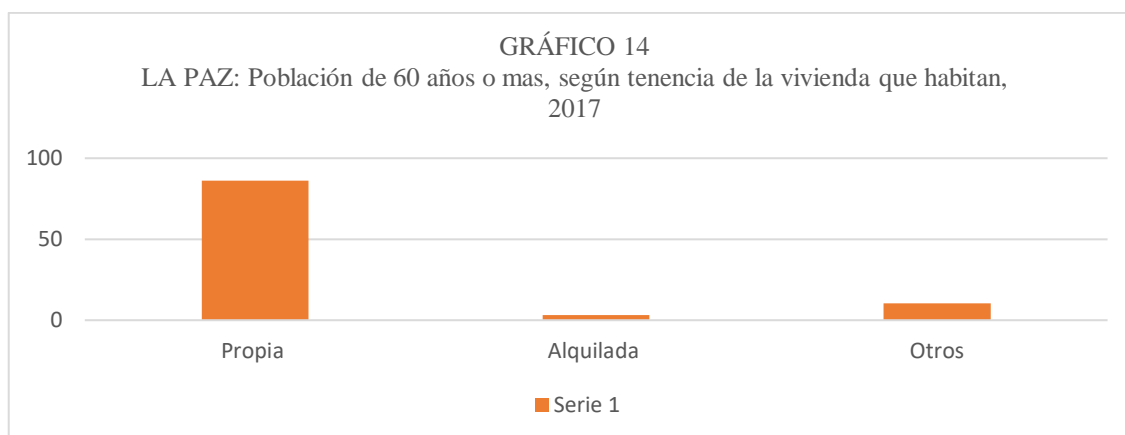 GRÁFICO 14
LA PAZ: Población de 60 años o mas, según tenencia de la vivienda que habitan,
2017
100
50
0
Propia
Alquilada
Otros
Serie 1